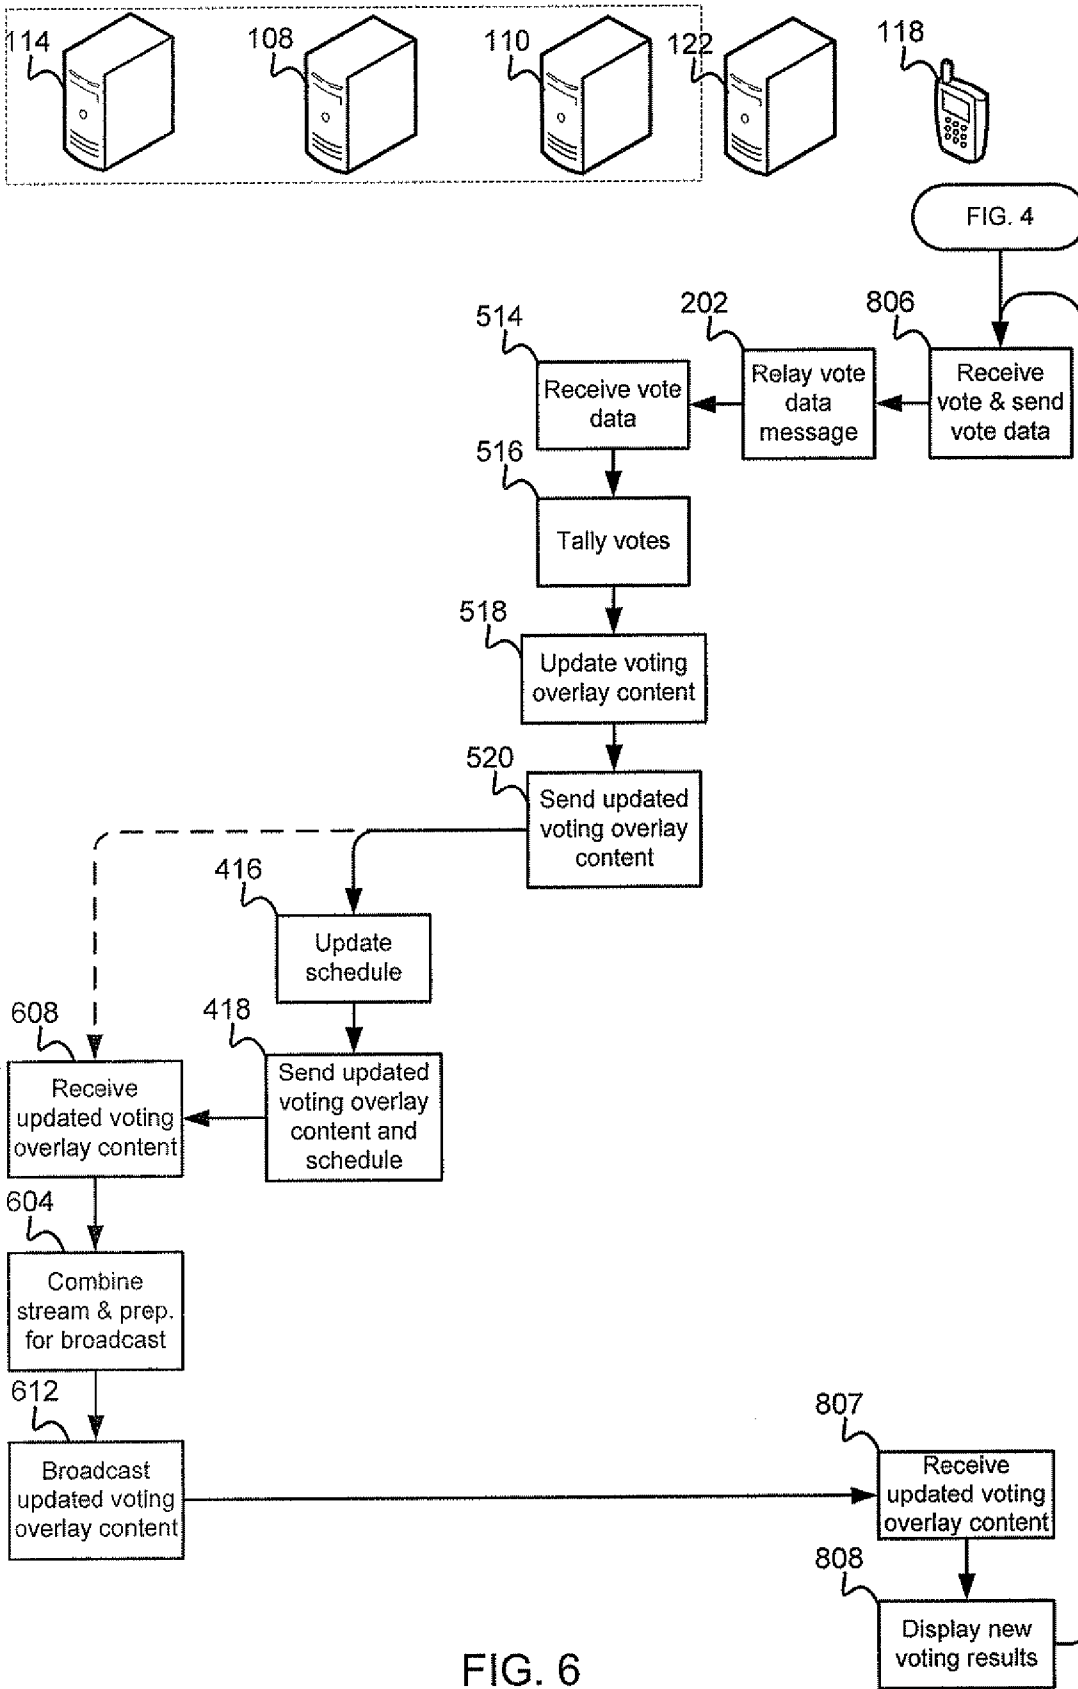 114
108
110
122
118
FIG. 4
514
202
806
Receive vote
data
Relay vote
data
message
Receive
vote & send
vote data
516
Tally votes
518
Update voting
overlay content
520
Send updated
voting overlay
content
416
Update
schedule
608
418
Receive
updated voting
overlay content
Send updated
voting overlay
content and
schedule
604
Combine
stream & prep.
for broadcast
612
807
Broadcast
updated voting
overlay content
Receive
updated voting
overlay content
808
Display new
voting results
FIG. 6